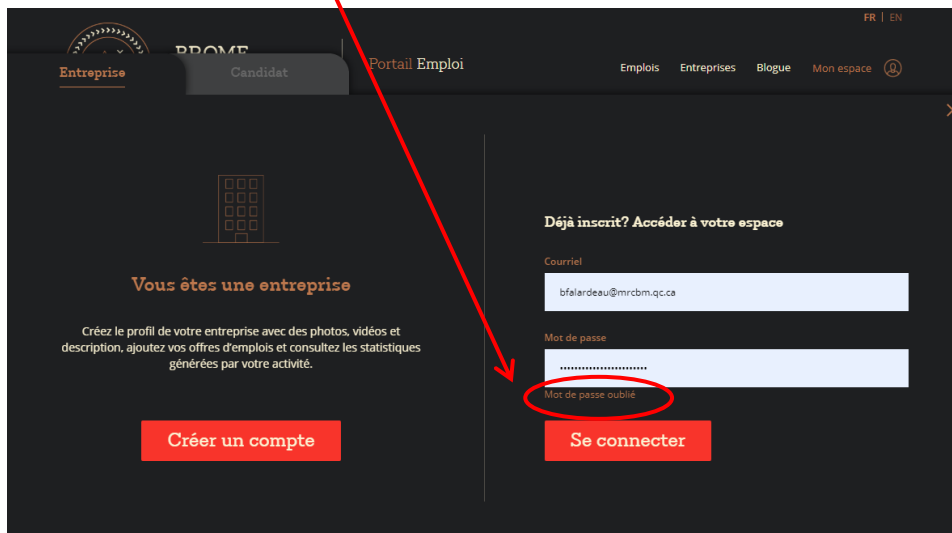 FR | EN
BROME
Portail Emploi
Emplois Entreprises Blogue Mon espace
Entreprise
Candidat
Vous êtes une entreprise
Créez le profil de votre entreprise avec des photos, vidéos et
description, ajoutez vos offres d'emplois et consultez les statistiques
générées par votre activité.
Créer un compte
Déjà inscrit? Accéder à votre espace
Courriel
bfalardeau@mrcbm.qc.ca
Mot de passe
•••••••••••••••••••••••
Mot de passe oublié
Se connecter